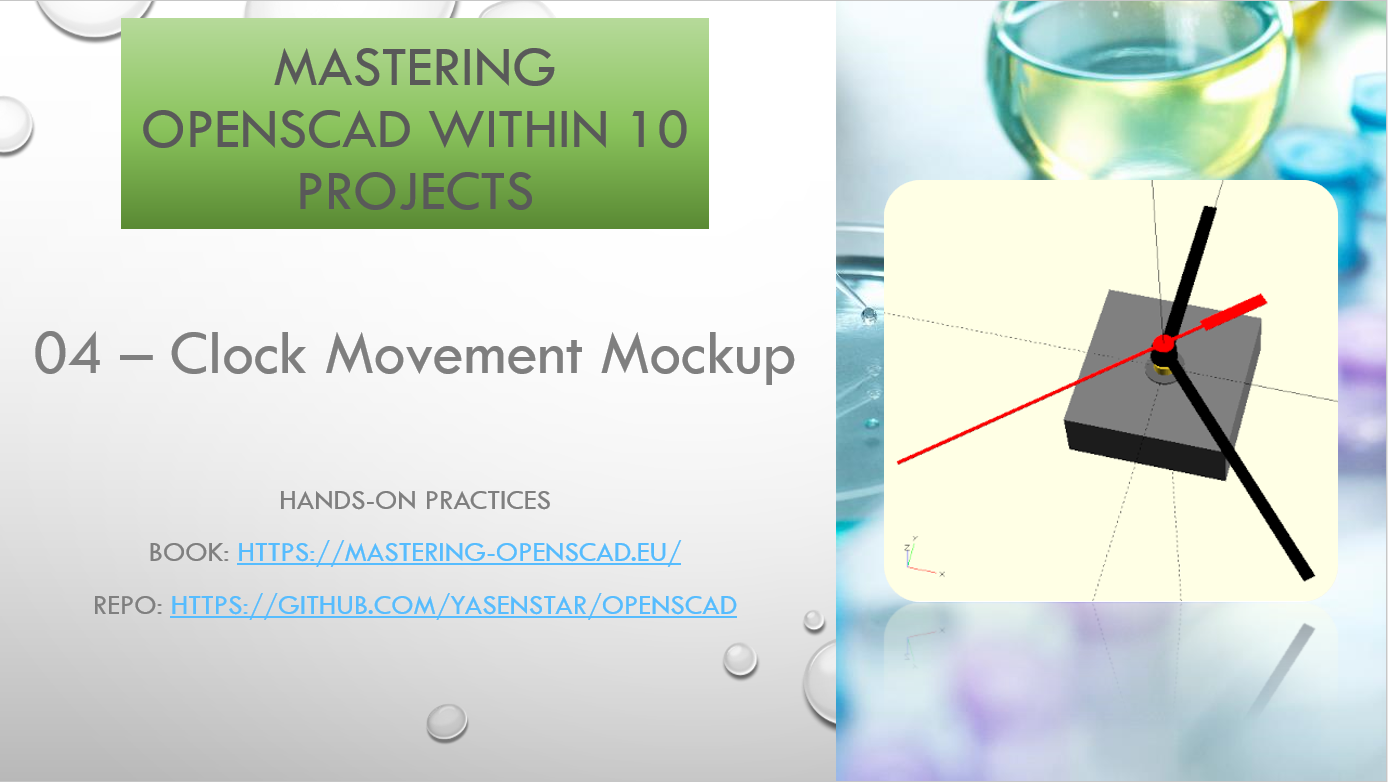 MASTERING
OPENSCAD WITHIN 10
PROJECTS
04 – Clock Movement Mockup
HANDS-ON PRACTICES
BOOK: HTTPS://MASTERING-OPENSCAD.EU/
REPO: HTTPS://GITHUB.COM/YASENSTAR/OPENSCAD
Y
Z
X